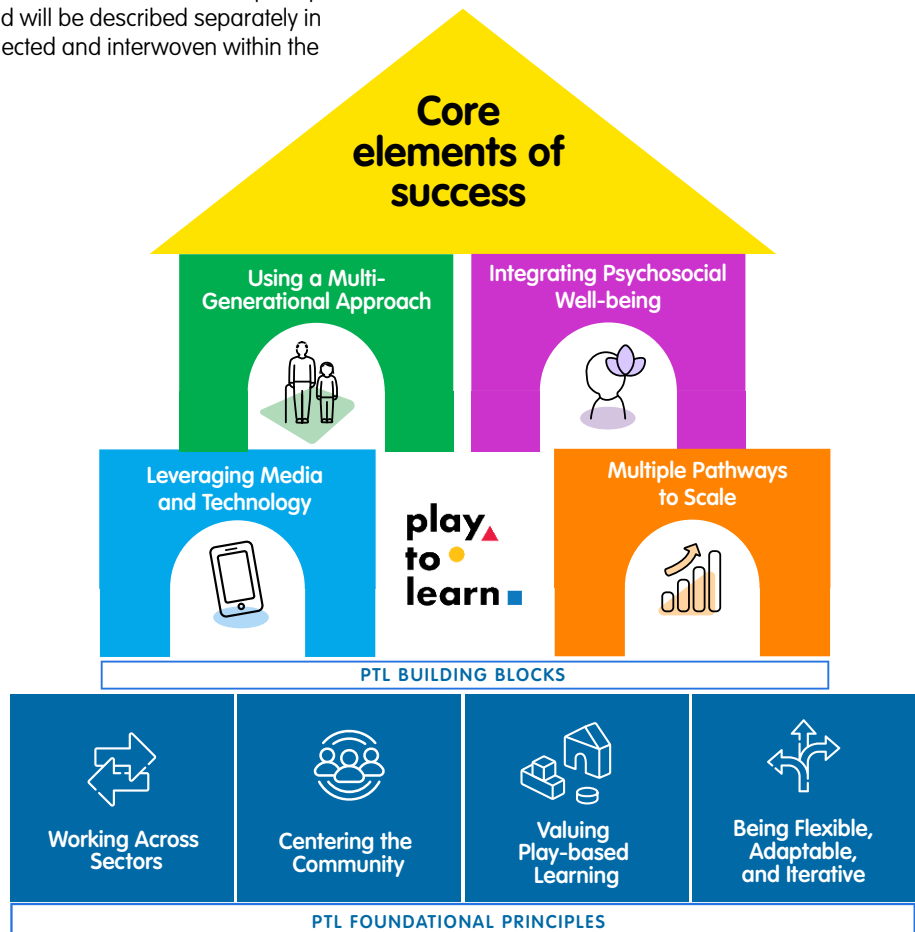 d will be described separately in
ected and interwoven within the
Core
elements of
success
Using a Multi-
Generational Approach
Integrating Psychosocial
Well-being
Leveraging Media
and Technology
play
to
learn
Multiple Pathways
to Scale
PTL BUILDING BLOCKS
Working Across
Sectors
Centering the
Community
Valuing
Play-based
Learning
Being Flexible,
Adaptable,
and Iterative
PTL FOUNDATIONAL PRINCIPLES